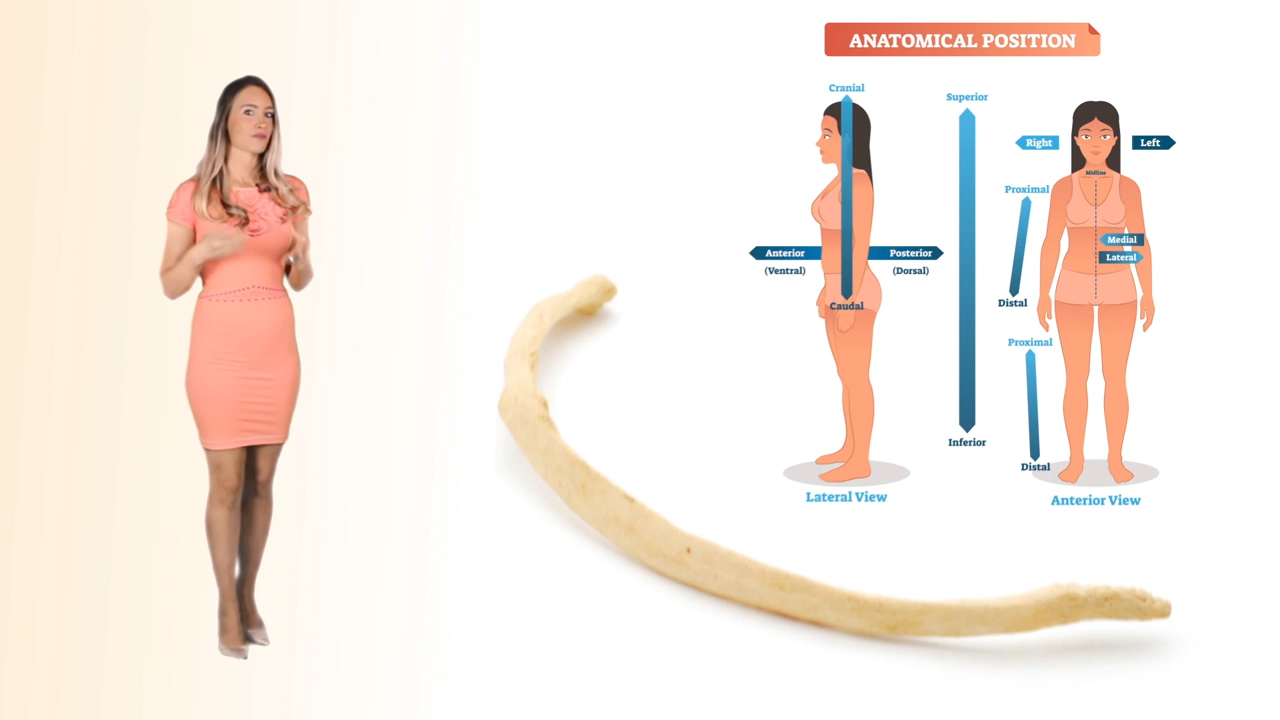 ANATOMICAL POSITION
Cranial
Superior
Right
Left
Midline
Proximal
Medial
Lateral
Anterior
(Ventral)
Posterior
(Dorsal)
Distal
Caudal
Proximal
Inferior
Distal
Lateral View
Anterior View